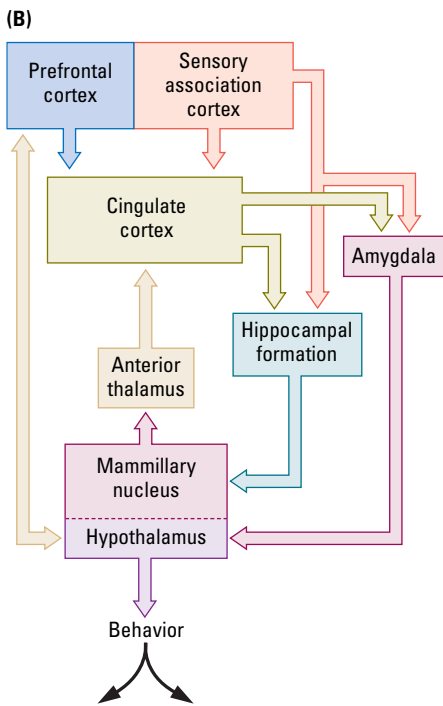 (B)
Prefrontal
cortex
Sensory
association
cortex
Cingulate
cortex
Amygdala
Hippocampal
formation
Anterior
thalamus
Mammillary
nucleus
Hypothalamus
Behavior